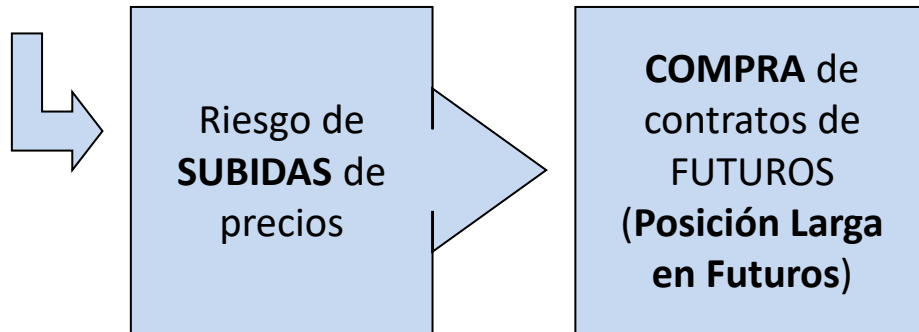 Riesgo de
SUBIDAS de
precios
COMPRA de
contratos de
FUTUROS
(Posición Larga
en Futuros)